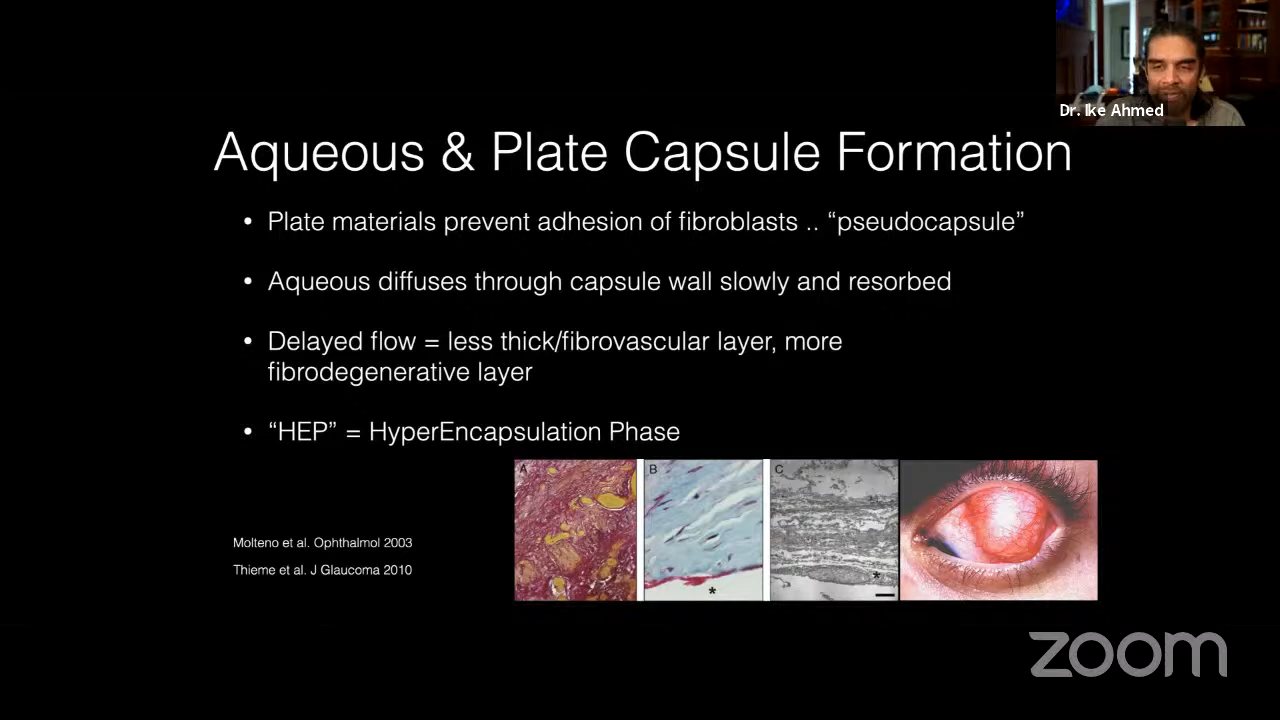 Dr. Ike Ahmed
Aqueous & Plate Capsule Formation
• Plate materials prevent adhesion of fibroblasts .. “pseudocapsule”
• Aqueous diffuses through capsule wall slowly and resorbed
• Delayed flow = less thick/fibrovascular layer, more
fibrodegenerative layer
• “HEP” = HyperEncapsulation Phase
A
B
C
*
*
Molteno et al. Ophthalmol 2003
Thieme et al. J Glaucoma 2010
zoom